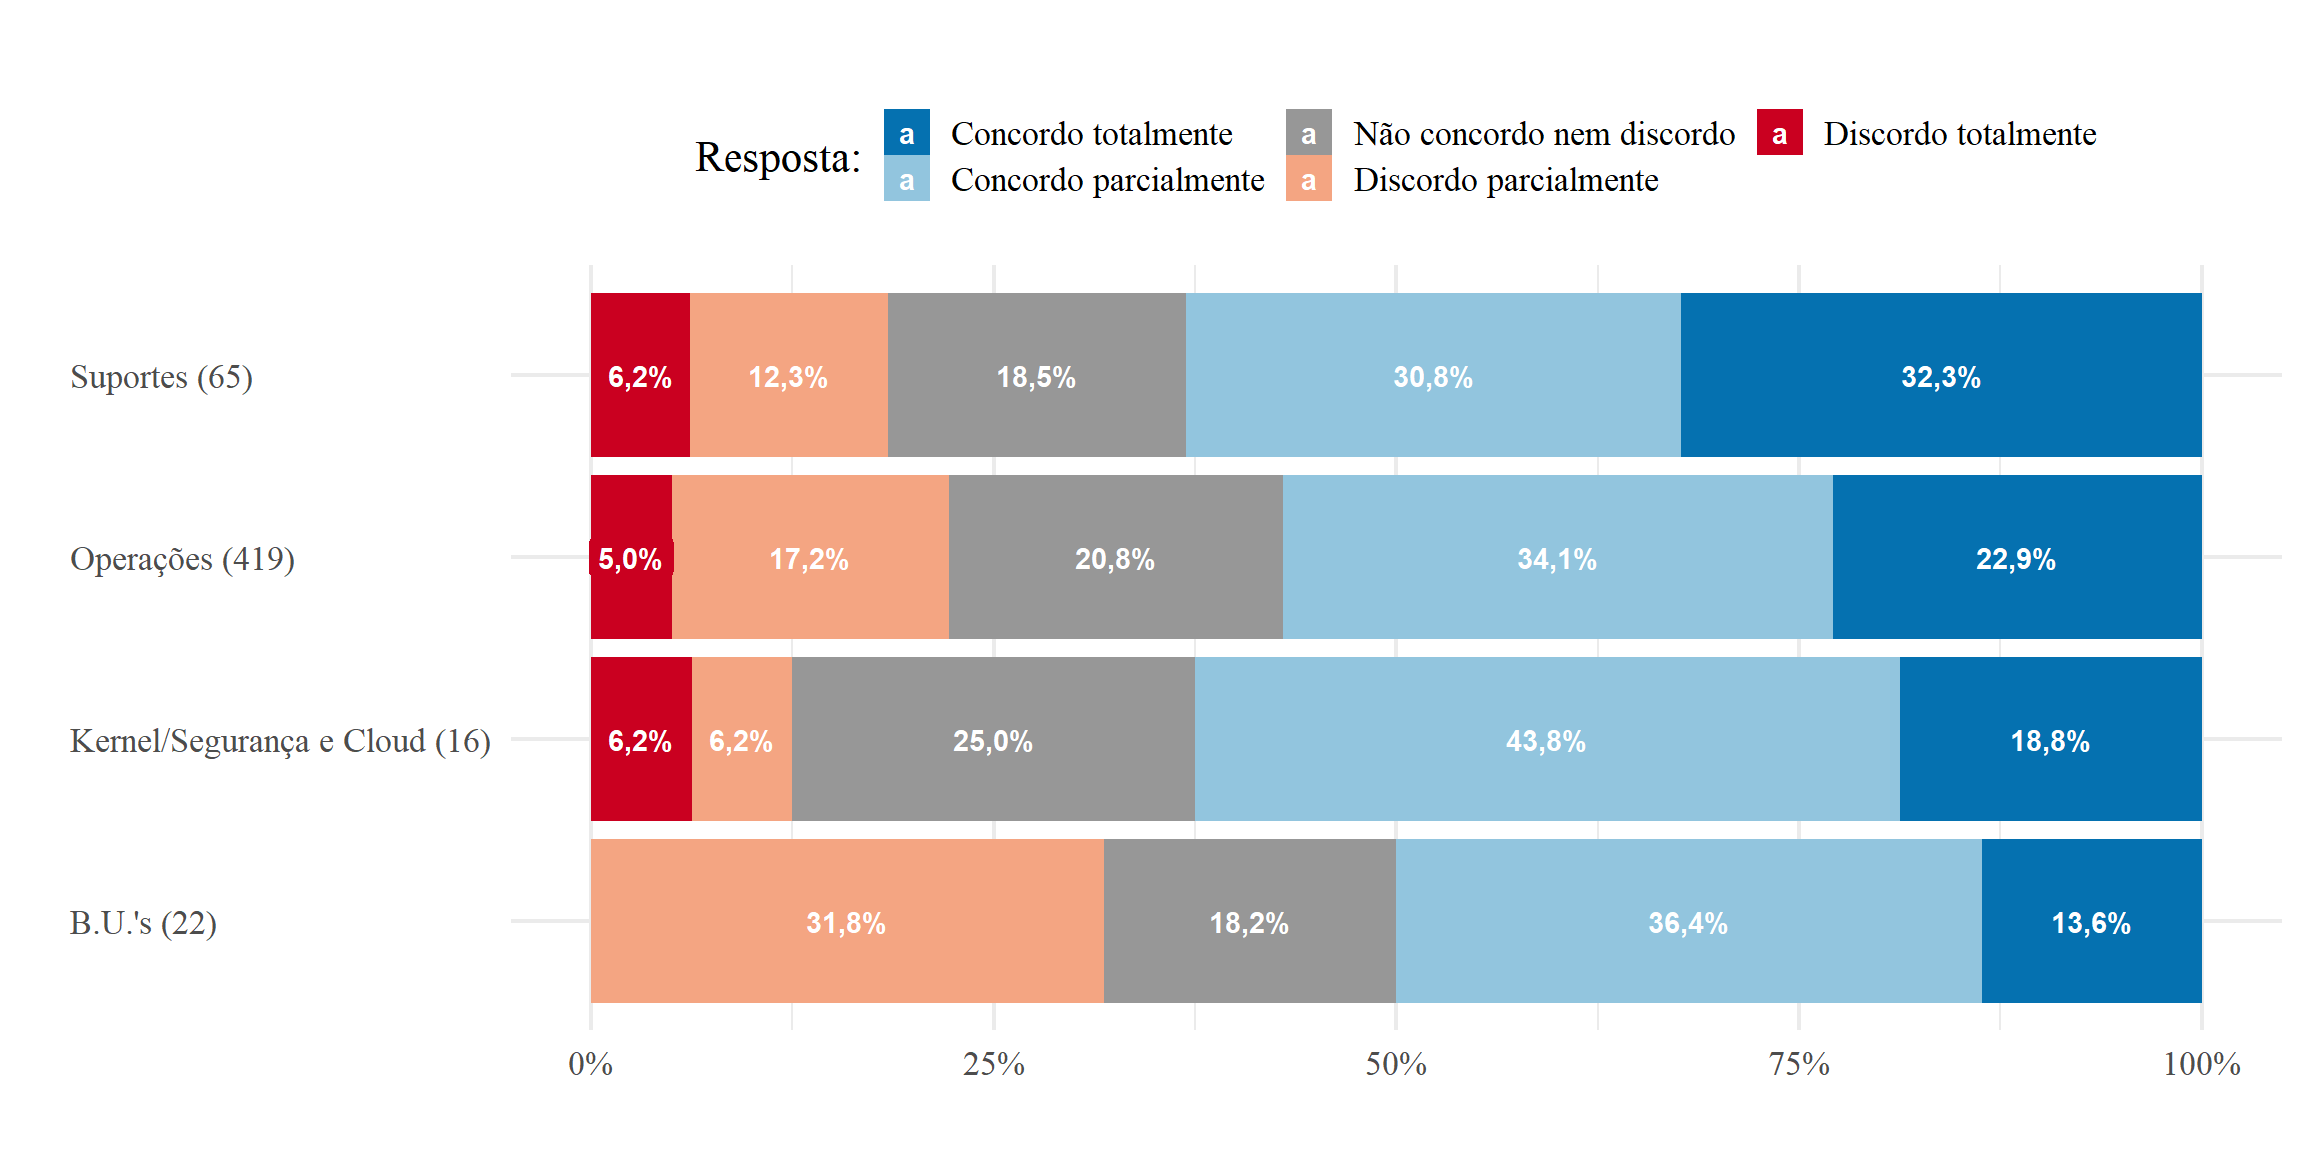 Resposta:
a Concordo totalmente
a Concordo parcialmente
a Não concordo nem discordo
a Discordo parcialmente
a Discordo totalmente
Suportes (65)
6,2% 12,3% 18,5% 30,8% 32,3%
Operações (419)
5,0% 17,2% 20,8% 34,1% 22,9%
Kernel/Segurança e Cloud (16)
6,2% 6,2% 25,0% 43,8% 18,8%
B.U.'s (22)
31,8% 18,2% 36,4% 13,6%
0% 25% 50% 75% 100%